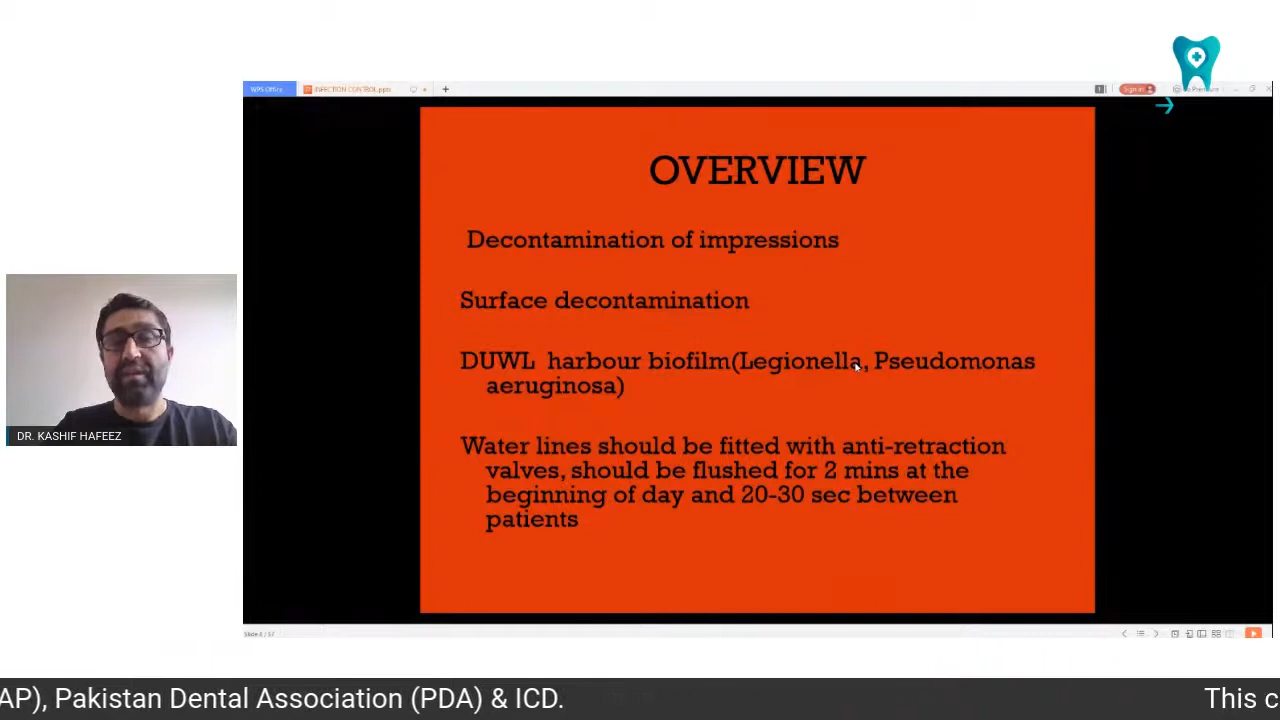 WPS Office
INFECTION CONTROL.pptx
Sign in
OVERVIEW
Decontamination of impressions
Surface decontamination
DUWL harbour biofilm(Legionella, Pseudomonas
aeruginosa)
Water lines should be fitted with anti-retraction
valves, should be flushed for 2 mins at the
beginning of day and 20-30 sec between
patients
DR. KASHIF HAFEEZ
AP), Pakistan Dental Association (PDA) & ICD.
This c